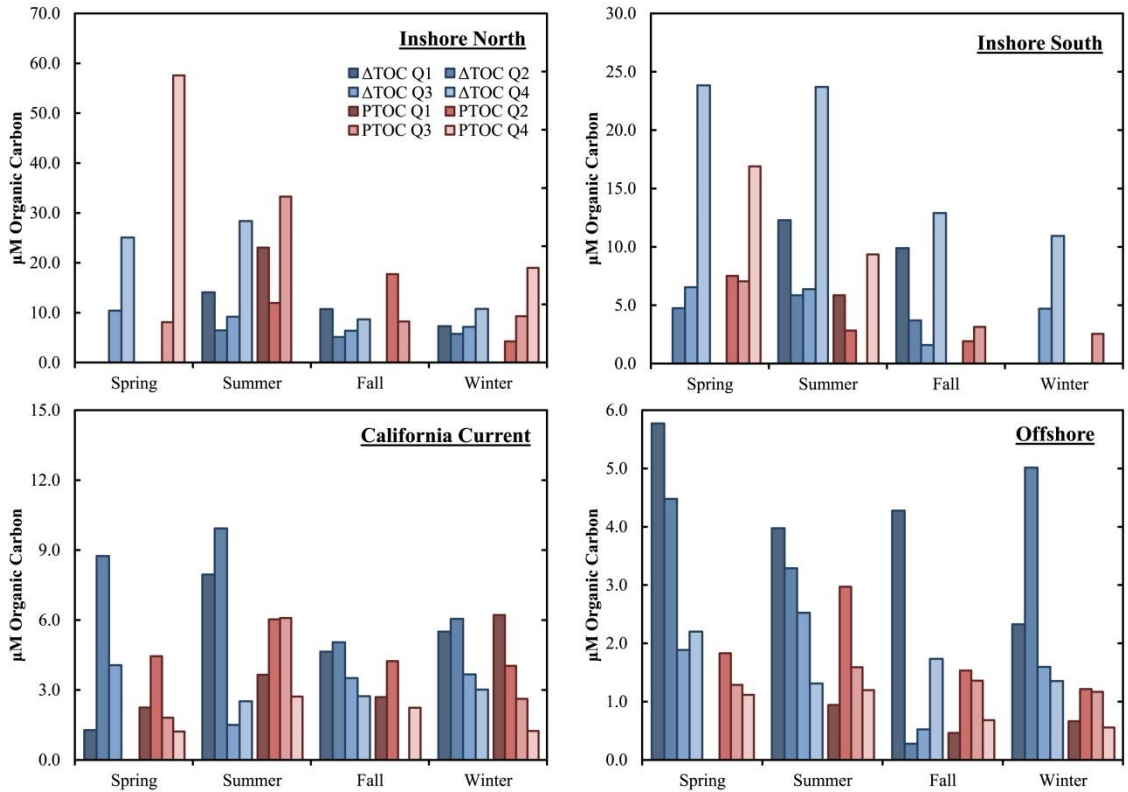 Inshore North
µM Organic Carbon
70.0
60.0
50.0
40.0
30.0
20.0
10.0
0.0
ΔTOC Q1 ΔTOC Q2
ΔTOC Q3 ΔTOC Q4
PTOC Q1 PTOC Q2
PTOC Q3 PTOC Q4
Spring Summer Fall Winter
Inshore South
µM Organic Carbon
30.0
25.0
20.0
15.0
10.0
5.0
0.0
Spring Summer Fall Winter
California Current
µM Organic Carbon
15.0
12.0
9.0
6.0
3.0
0.0
Spring Summer Fall Winter
Offshore
µM Organic Carbon
6.0
5.0
4.0
3.0
2.0
1.0
0.0
Spring Summer Fall Winter